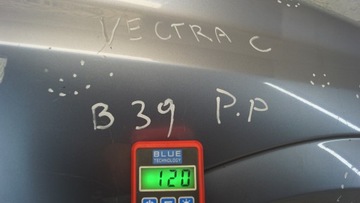 VECTRA C
B 39 P.P
BLUE
TECHNOLOGY
120